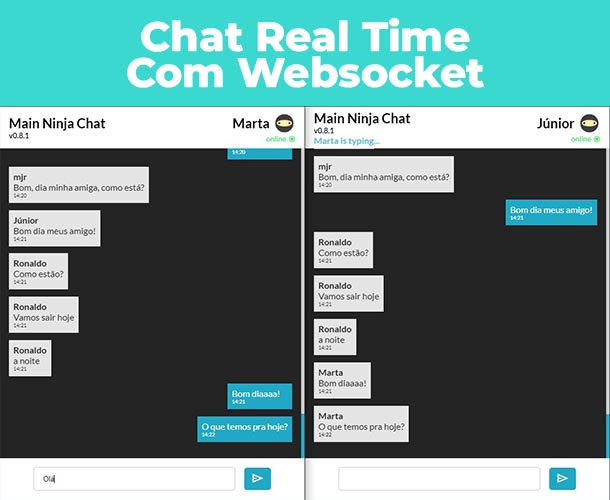 Chat Real Time
Com Websocket
Main Ninja Chat
v0.8.1
Marta
online
14:20
mjr
Bom, dia minha amiga, como está?
14:20
Júnior
Bom dia meus amigo!
14:21
Ronaldo
Como estão?
14:21
Ronaldo
Vamos sair hoje
14:21
Ronaldo
a noite
14:21
Bom diaaaa!
14:21
O que temos pra hoje?
14:22
Olá
Main Ninja Chat
v0.8.1
Marta is typing...
Júnior
online
mjr
Bom, dia minha amiga, como está?
14:20
Bom dia meus amigo!
14:21
Ronaldo
Como estão?
14:21
Ronaldo
Vamos sair hoje
14:21
Ronaldo
a noite
14:21
Marta
Bom diaaaa!
14:21
Marta
O que temos pra hoje?
14:22